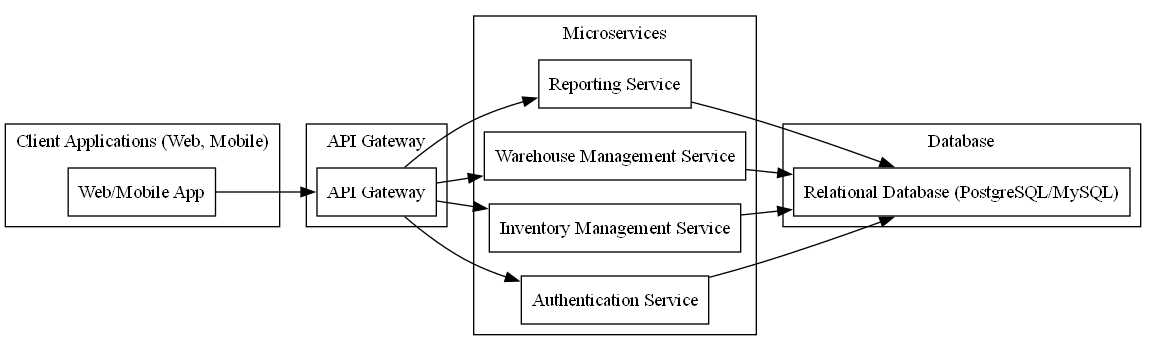 Microservices
Reporting Service
Client Applications (Web, Mobile)
API Gateway
Database
Warehouse Management Service
Web/Mobile App
API Gateway
Relational Database (PostgreSQL/MySQL)
Inventory Management Service
Authentication Service